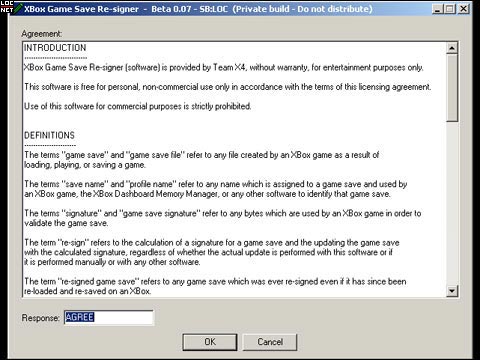 LOC
NET
XBox Game Save Re-signer - Beta 0.07 - SB:LOC (Private build - Do not distribute)
Agreement:
INTRODUCTION
--------------------------
XBox Game Save Re-signer (software) is provided by Team X4, without warranty, for entertainment purposes only.
This software is free for personal, non-commercial use only in accordance with the terms of this licensing agreement.
Use of this software for commercial purposes is strictly prohibited.
DEFINITIONS
---------------------
The terms "game save" and "game save file" refer to any file created by an XBox game as a result of
loading, playing, or saving a game.
The terms "save name" and "profile name" refer to any name which is assigned to a game save and used by
an XBox game, the XBox Dashboard Memory Manager, or any other software to identify that game save.
The terms "signature" and "game save signature" refer to any bytes which are used by an XBox game in order to
validate the game save.
The term "re-sign" refers to the calculation of a signature for a game save and the updating the game save
with the calculated signature, regardless of whether the actual update is performed with this software or if
it is performed manually or with any other software.
The term "re-signed game save" refers to any game save which was ever re-signed even if it has since been
re-loaded and re-saved on an XBox.
Response: AGREE
OK Cancel